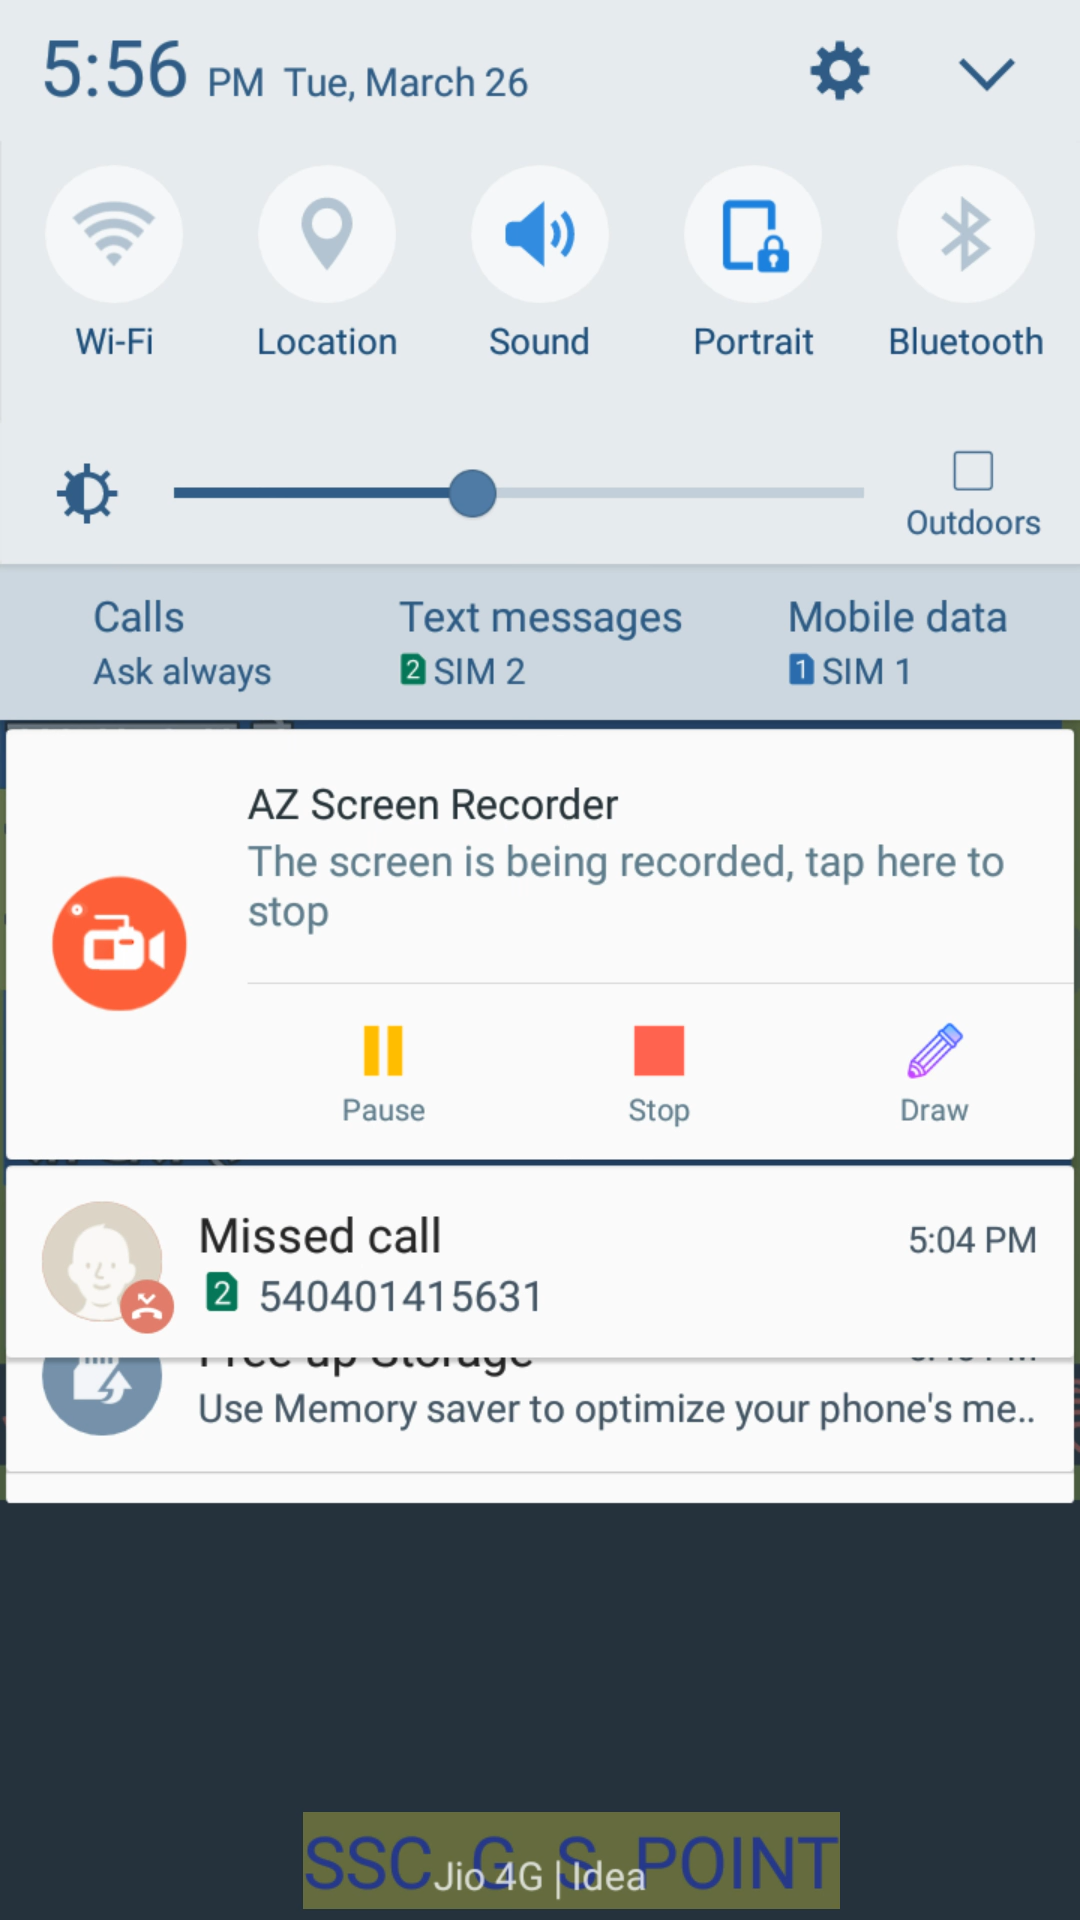 5:56 PM Tue, March 26
Wi-Fi Location Sound Portrait Bluetooth
Outdoors
Calls Text messages Mobile data
Ask always 2 SIM 2 1 SIM 1
AZ Screen Recorder
The screen is being recorded, tap here to
stop
Pause Stop Draw
Missed call 5:04 PM
2 540401415631
Free up Storage
Use Memory saver to optimize your phone's me..
SSC G S POINT
Jio 4G | Idea